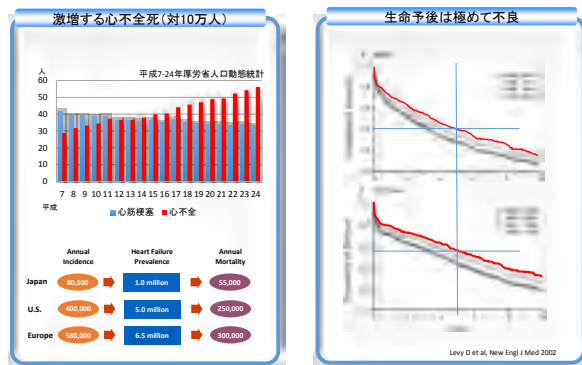 激増する心不全死（対10万人）
平成7-24年厚労省人口動態統計
人
60
50
40
30
20
10
0
7 8 9 10 11 12 13 14 15 16 17 18 19 20 21 22 23 24
平成
心筋梗塞 心不全
Annual Incidence
Heart Failure Prevalence
Annual Mortality
Japan 80,000 1.0 million 55,000
U.S. 400,000 5.0 million 250,000
Europe 580,000 6.5 million 300,000
生命予後は極めて不良
Levy D et al, New Engl J Med 2002